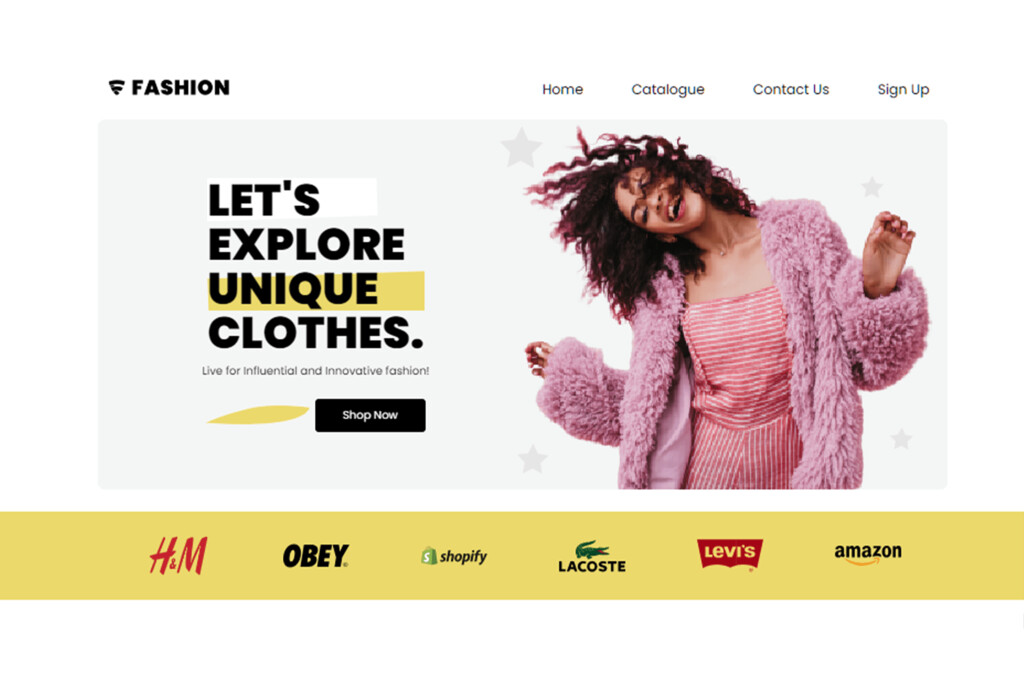 FASHION
Home Catalogue Contact Us Sign Up
LET'S
EXPLORE
UNIQUE
CLOTHES.
Live for Influential and Innovative fashion!
Shop Now
H&M OBEY shopify LACOSTE LEVI'S amazon